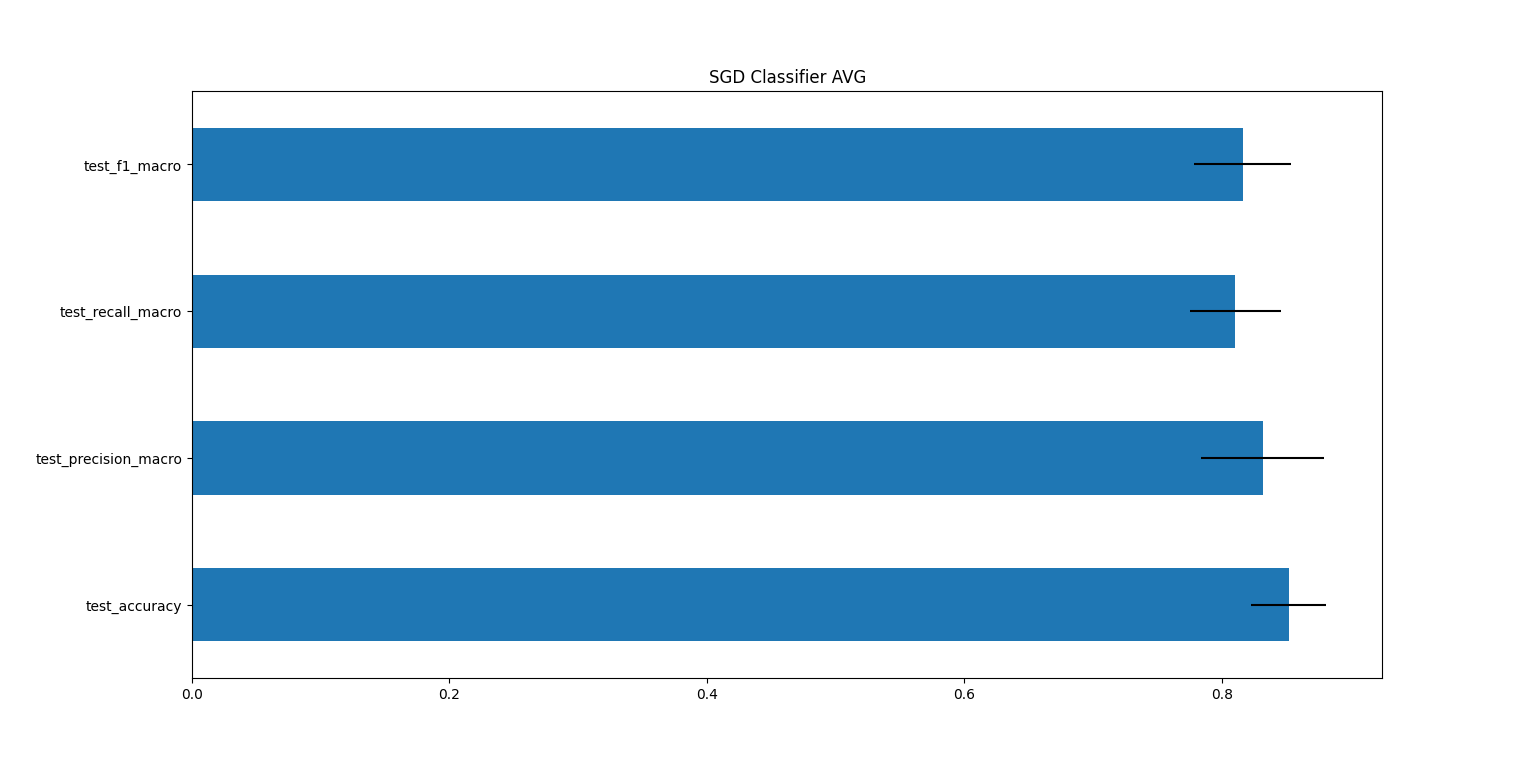 SGD Classifier AVG
test_f1_macro
test_recall_macro
test_precision_macro
test_accuracy
0.0 0.2 0.4 0.6 0.8